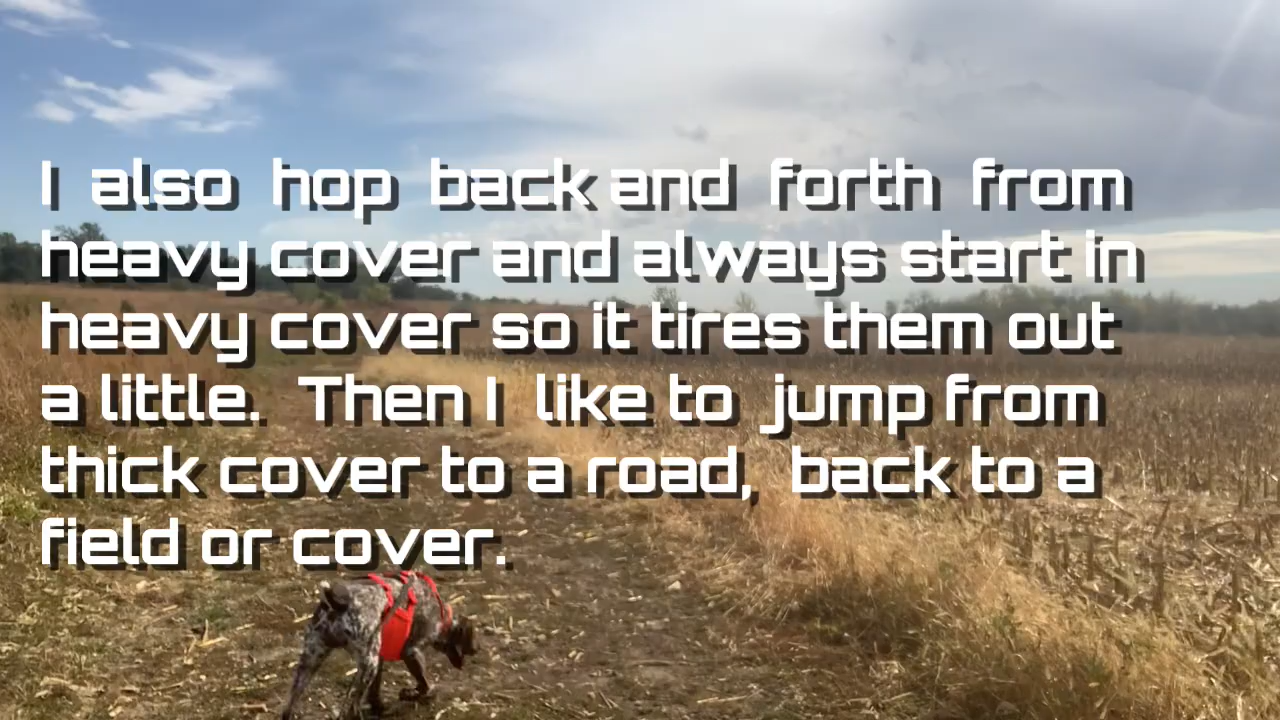 I also hop back and forth from
heavy cover and always start in
heavy cover so it tires them out
a little. Then I like to jump from
thick cover to a road, back to a
field or cover.